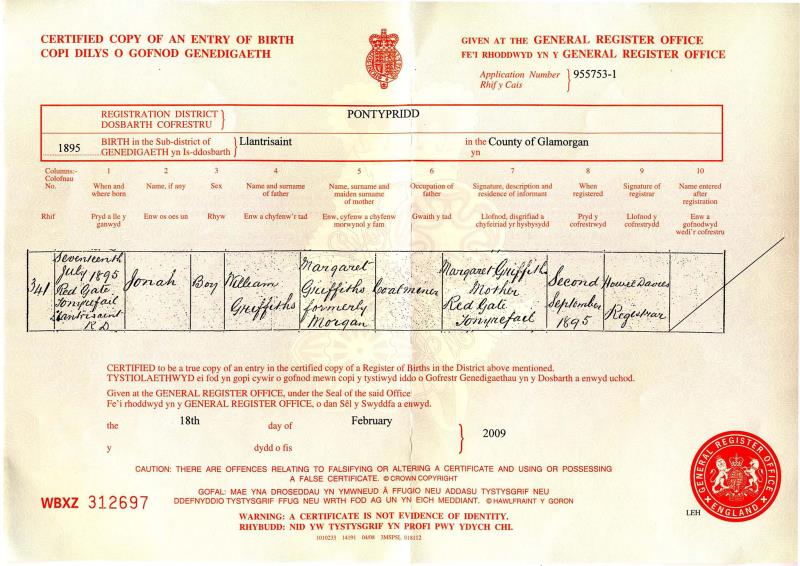 CERTIFIED COPY OF AN ENTRY OF BIRTH
COPI DILYS O GOFNOD GENEDIGAETH
GIVEN AT THE GENERAL REGISTER OFFICE
FE'I RHODDWYD YN Y GENERAL REGISTER OFFICE
Application Number
Rhif y Cais
955753-1
REGISTRATION DISTRICT
DOSBARTH COFRESTRU
PONTYPRIDD
1895
BIRTH in the Sub-district of
GENEDIGAETH yn Is-ddosbarth
Llantrisaint
in the County of Glamorgan
yn
Columns:- 1 2 3 4 5 6 7 8 9 10
Colofnau
No. When and where born
Name, if any
Sex
Name and surname of father
Name, surname and maiden surname of mother
Occupation of father
Signature, description and residence of informant
When registered
Signature of registrar
Name entered after registration
Rhif Pryd a lle y ganwyd
Enw os oes un
Rhyw
Enw a chyfenw'r tad
Enw, cyfenw a chyfenw morwynol y fam
Gwaith y tad
Llofnod, disgrifiad a chyfeiriad yr hysbysydd
Pryd y cofrestrwyd
Llofnod y cofrestrydd
Enw a gofnodwyd wedi'r cofrestru
341
Seventeenth
July 1895
Red Gate
Tonyrefail
Llantrisaint
R D
Jonah
Boy
William
Griffiths
Margaret
Griffiths
formerly
Morgan
Coalminer
Margaret Griffiths
Mother
Red Gate
Tonyrefail
Second
September
1895
Howel Davies
Registrar
CERTIFIED to be a true copy of an entry in the certified copy of a Register of Births in the District above mentioned.
TYSTIOLAETHWYD ei fod yn gopi cywir o gofnod mewn copi y tystiwyd iddo o Gofrestr Genedigaethau yn y Dosbarth a enwyd uchod.
Given at the GENERAL REGISTER OFFICE, under the Seal of the said Office
Fe'i rhoddwyd yn y GENERAL REGISTER OFFICE, o dan Sêl y Swyddfa a enwyd.
the 18th day of February 2009
y dydd o fis
CAUTION: THERE ARE OFFENCES RELATING TO FALSIFYING OR ALTERING A CERTIFICATE AND USING OR POSSESSING
A FALSE CERTIFICATE. © CROWN COPYRIGHT
GOFAL: MAE YNA DROSEDDAU YN YMWNEUD Â FFUGIO NEU ADDASU TYSTYSGRIF NEU
DDEFNYDDIO TYSTYSGRIF FFUG NEU WRTH FOD AG UN YN EICH MEDDIANT. © HAWLFRAINT Y GORON
WBXZ 312697
WARNING: A CERTIFICATE IS NOT EVIDENCE OF IDENTITY.
RHYBUDD: NID YW TYSTYSGRIF YN PROFI PWY YDYCH CHI.
1010233 14191 04/08 3MSPSL 018112
LEH
GENERAL REGISTER OFFICE
ENGLAND